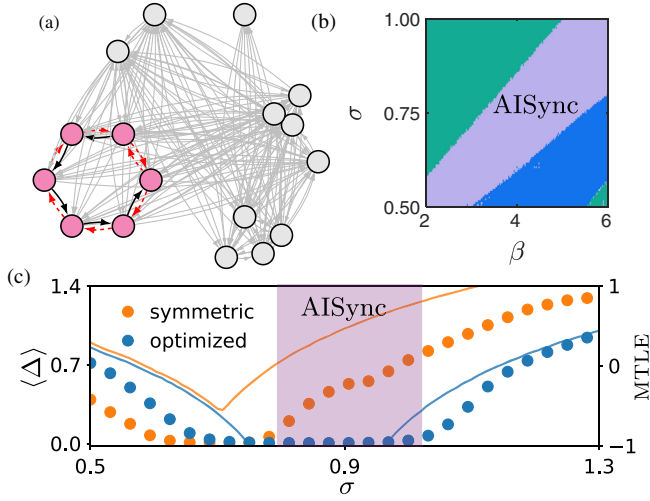 (a)
(b)
1.00
σ
0.75
0.50
AISync
2
4
6
β
(c)
1.4
⟨Δ⟩
0.7
0.0
symmetric
optimized
AISync
1
0
MTLE
−1
0.5
0.9
1.3
σ